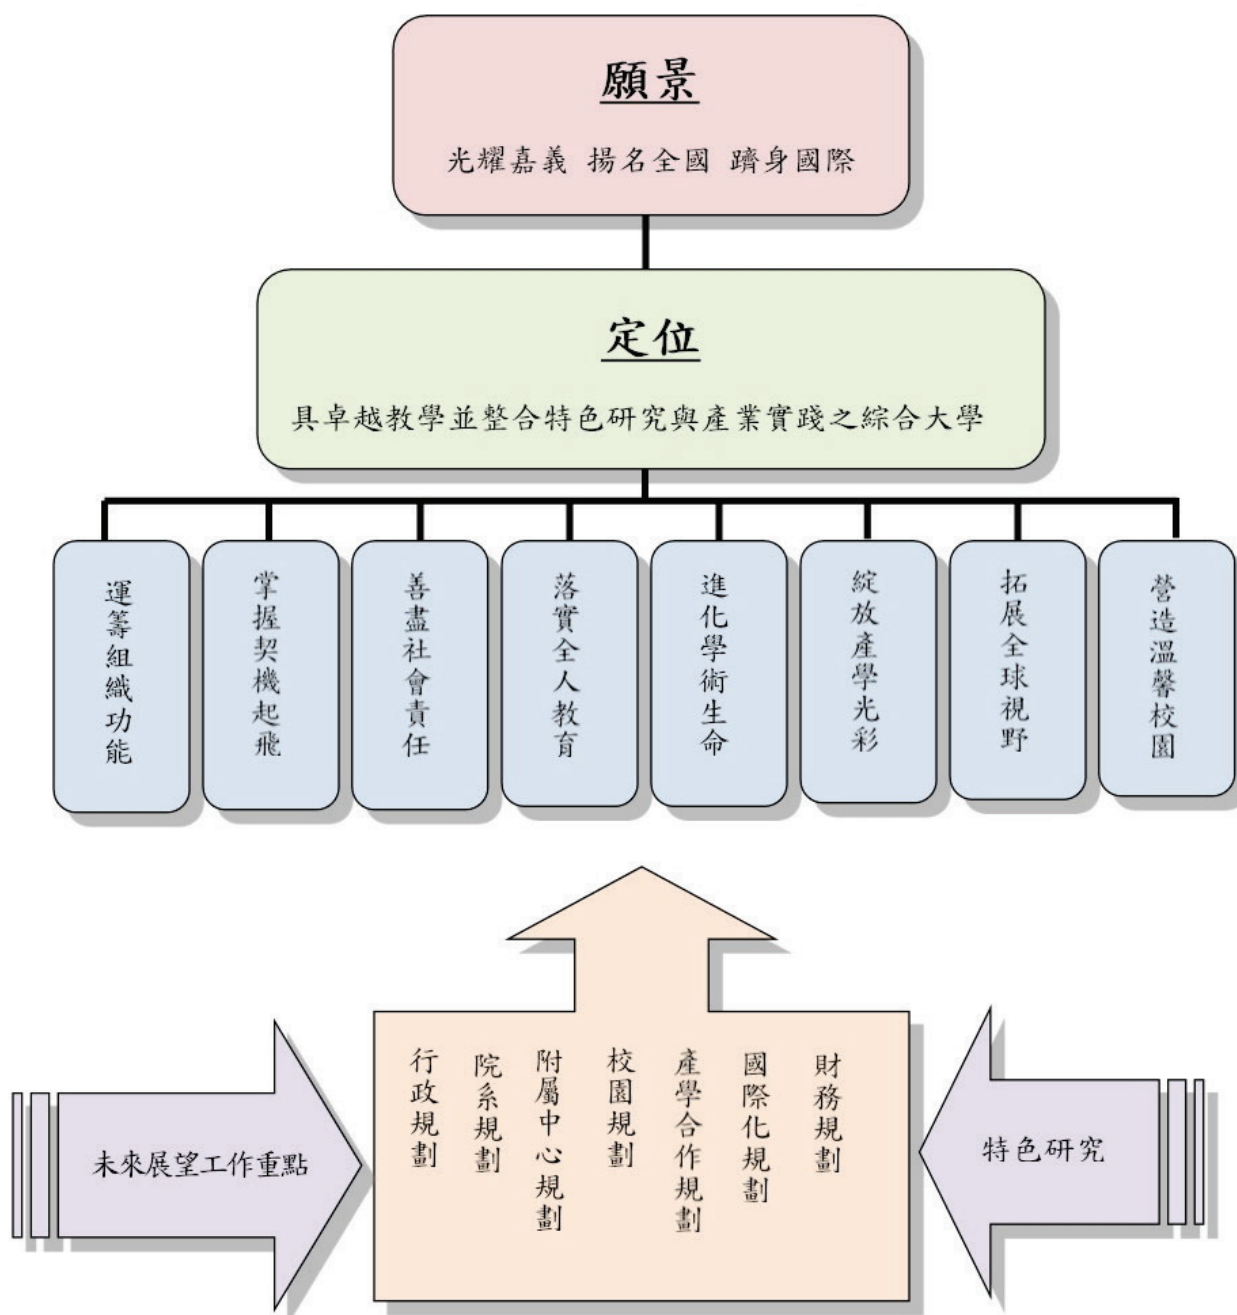 願景
光耀嘉義 揚名全國 躋身國際
定位
具卓越教學並整合特色研究與產業實踐之綜合大學
運籌組織功能
掌握契機起飛
善盡社會責任
落實全人教育
進化學術生命
綻放產學光彩
拓展全球視野
營造溫馨校園
未來展望工作重點
行政規劃
院系規劃
附屬中心規劃
校園規劃
產學合作規劃
國際化規劃
財務規劃
特色研究